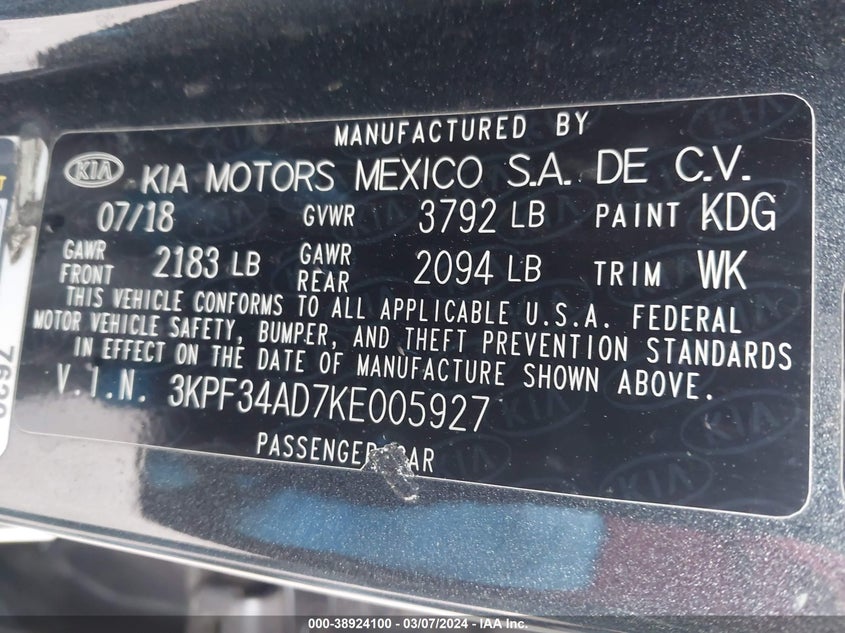 MANUFACTURED BY
KIA KIA MOTORS MEXICO S.A. DE C.V.
07/18 GVWR 3792 LB PAINT KDG
GAWR FRONT 2183 LB GAWR REAR 2094 LB TRIM WK
THIS VEHICLE CONFORMS TO ALL APPLICABLE U.S.A. FEDERAL
MOTOR VEHICLE SAFETY, BUMPER, AND THEFT PREVENTION STANDARDS
IN EFFECT ON THE DATE OF MANUFACTURE SHOWN ABOVE.
V.I.N. 3KPF34AD7KE005927
PASSENGER CAR
000-38924100 - 03/07/2024 - IAA Inc.